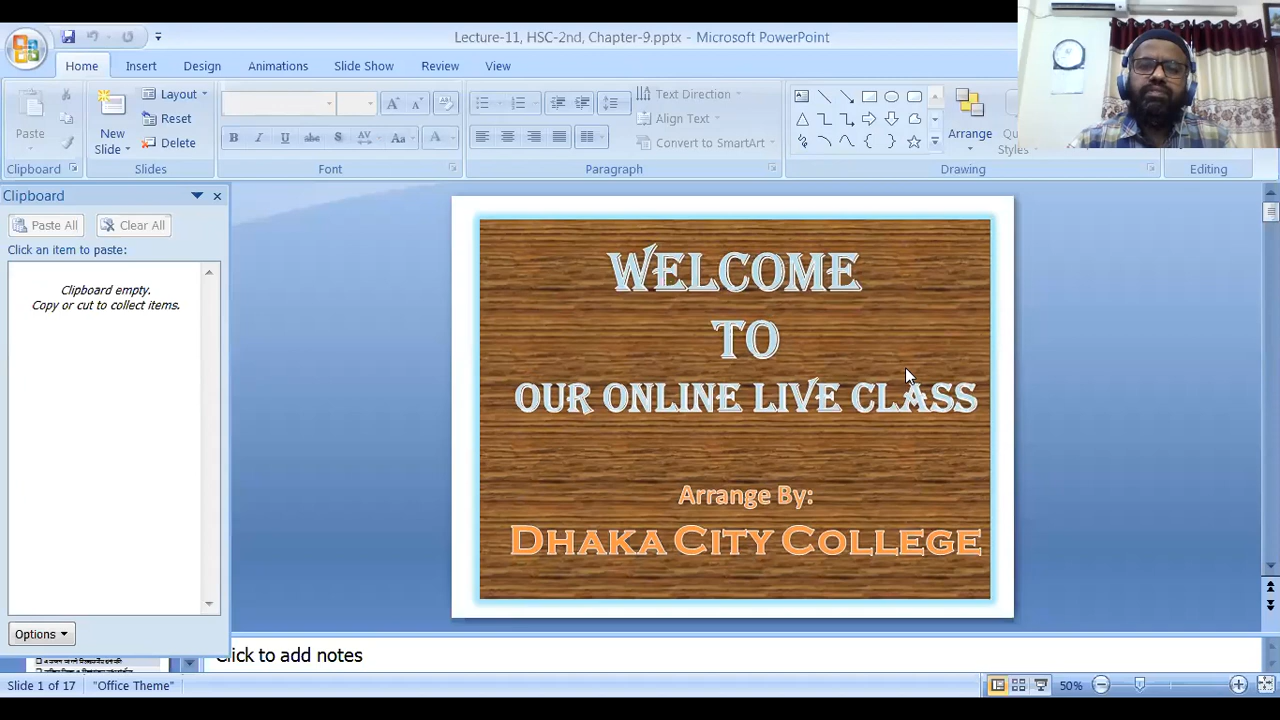 Lecture-11, HSC-2nd, Chapter-9.pptx - Microsoft PowerPoint
Home Insert Design Animations Slide Show Review View
Paste
New Slide
Layout
Reset
Delete
Text Direction
Align Text
Convert to SmartArt
Arrange
Styles
Clipboard Slides Font Paragraph Drawing Editing
Clipboard
Paste All Clear All
Click an item to paste:
Clipboard empty.
Copy or cut to collect items.
Options
WELCOME
TO
OUR ONLINE LIVE CLASS
Arrange By:
DHAKA CITY COLLEGE
Click to add notes
Slide 1 of 17 "Office Theme" 50%